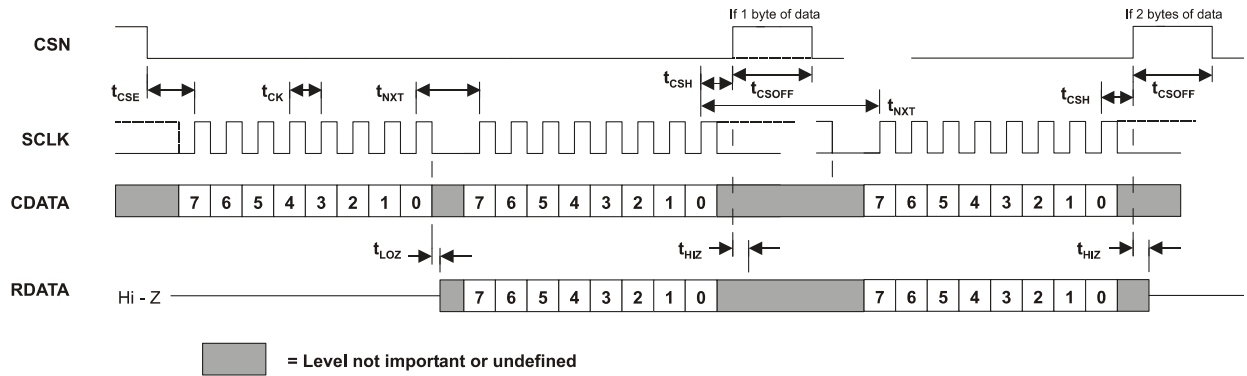 If 1 byte of data If 2 bytes of data
CSN
tCSE tCK tNXT tCSH tCSOFF tNXT tCSH tCSOFF
SCLK
CDATA 7 6 5 4 3 2 1 0 7 6 5 4 3 2 1 0 7 6 5 4 3 2 1 0
tLOZ tHIZ tHIZ
RDATA Hi - Z 7 6 5 4 3 2 1 0 7 6 5 4 3 2 1 0
= Level not important or undefined